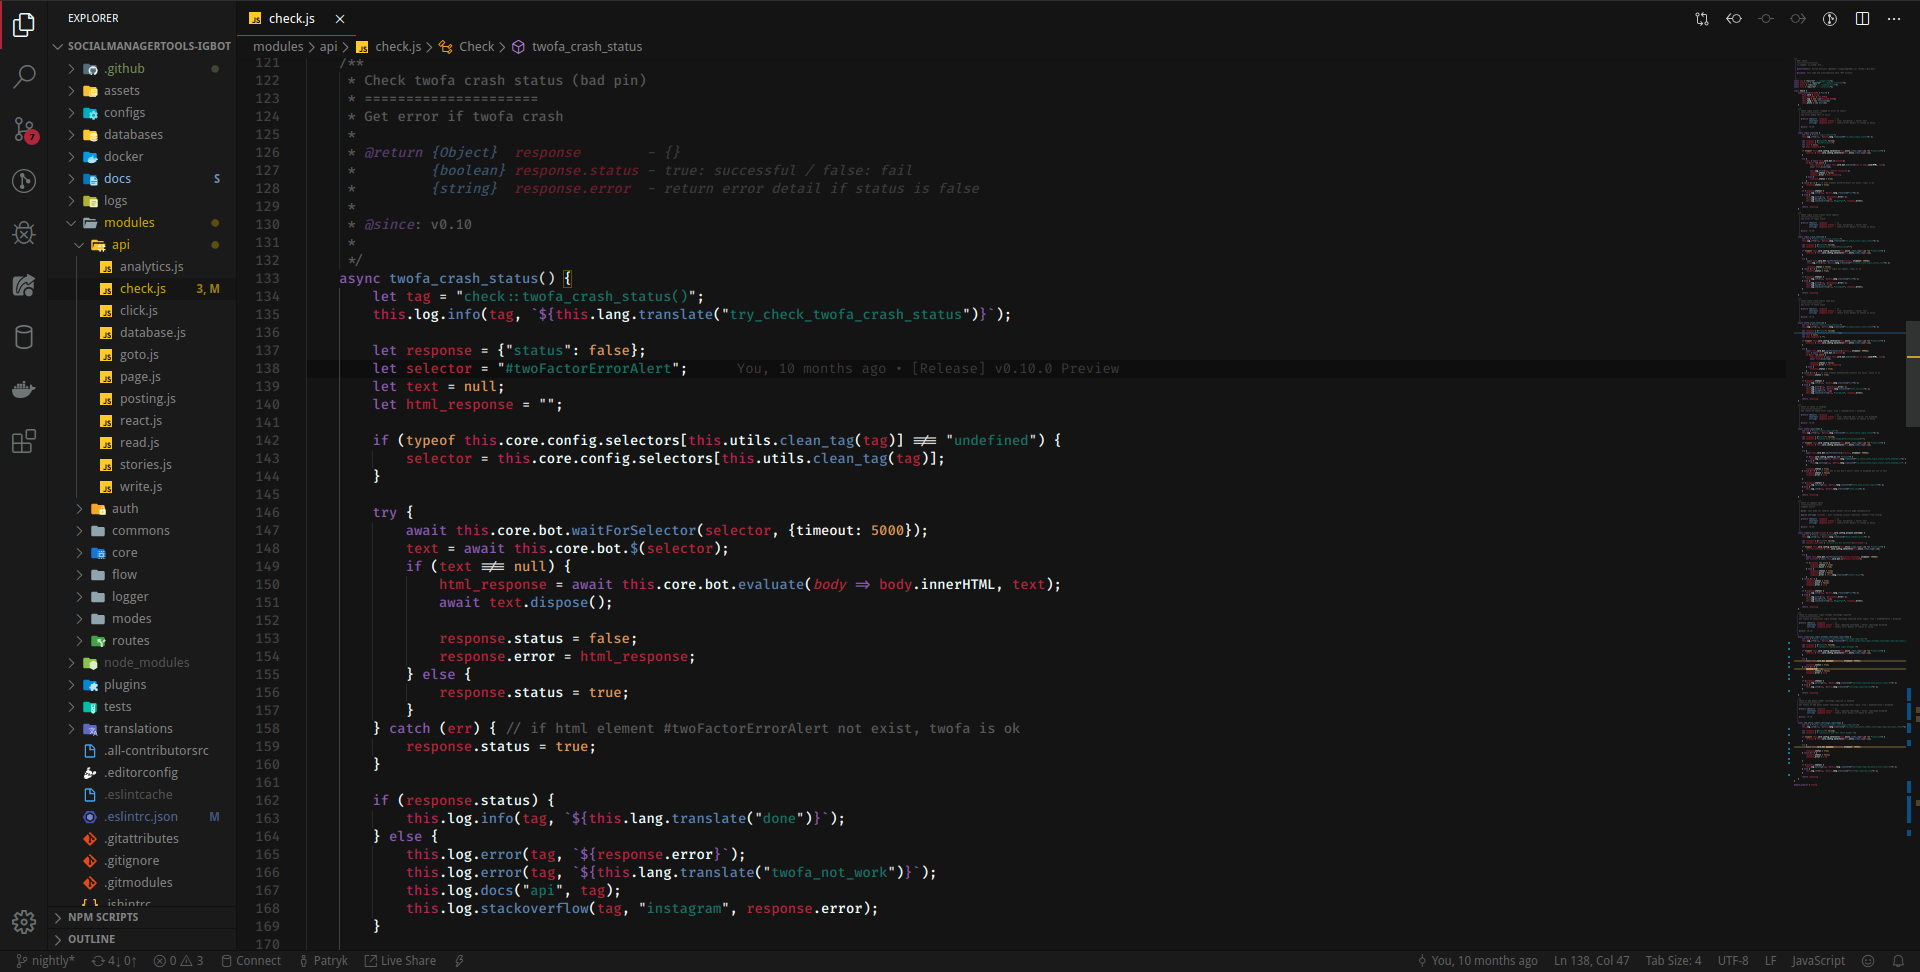 EXPLORER
SOCIALMANAGERTOOLS-IGBOT
.github
assets
configs
databases
docker
docs S
logs
modules
api
analytics.js
check.js 3, M
click.js
database.js
goto.js
page.js
posting.js
react.js
read.js
stories.js
write.js
auth
commons
core
flow
logger
modes
routes
node_modules
plugins
tests
translations
.all-contributorsrc
.editorconfig
.eslintcache
.eslintrc.json M
.gitattributes
.gitignore
.gitmodules
.jshintrc
NPM SCRIPTS
OUTLINE
7
JS check.js ×
modules > api > JS check.js > Check > twofa_crash_status
121 /**
122  * Check twofa crash status (bad pin)
123  * =====================
124  * Get error if twofa crash
125  *
126  * @return {Object}  response        - {}
127  *         {boolean} response.status - true: successful / false: fail
128  *         {string}  response.error  - return error detail if status is false
129  *
130  * @since: v0.10
131  *
132  */
133 async twofa_crash_status() {
134     let tag = "check::twofa_crash_status()";
135     this.log.info(tag, `${this.lang.translate("try_check_twofa_crash_status")}`);
136
137     let response = {"status": false};
138     let selector = "#twoFactorErrorAlert";      You, 10 months ago • [Release] v0.10.0 Preview
139     let text = null;
140     let html_response = "";
141
142     if (typeof this.core.config.selectors[this.utils.clean_tag(tag)] !== "undefined") {
143         selector = this.core.config.selectors[this.utils.clean_tag(tag)];
144     }
145
146     try {
147         await this.core.bot.waitForSelector(selector, {timeout: 5000});
148         text = await this.core.bot.$(selector);
149         if (text !== null) {
150             html_response = await this.core.bot.evaluate(body => body.innerHTML, text);
151             await text.dispose();
152
153             response.status = false;
154             response.error = html_response;
155         } else {
156             response.status = true;
157         }
158     } catch (err) { // if html element #twoFactorErrorAlert not exist, twofa is ok
159         response.status = true;
160     }
161
162     if (response.status) {
163         this.log.info(tag, `${this.lang.translate("done")}`);
164     } else {
165         this.log.error(tag, `${response.error}`);
166         this.log.error(tag, `${this.lang.translate("twofa_not_work")}`);
167         this.log.docs("api", tag);
168         this.log.stackoverflow(tag, "instagram", response.error);
169     }
170
nightly* 4↓ 0↑ 0 3 Connect Patryk Live Share You, 10 months ago Ln 138, Col 47 Tab Size: 4 UTF-8 LF JavaScript